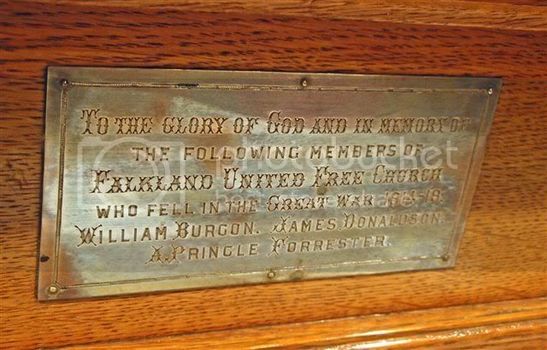 To the glory of God and in memory of
the following members of
Falkland United Free Church
who fell in the Great War 1914-18.
William Burgon. James Donaldson.
A. Pringle Forrester.
photobucket